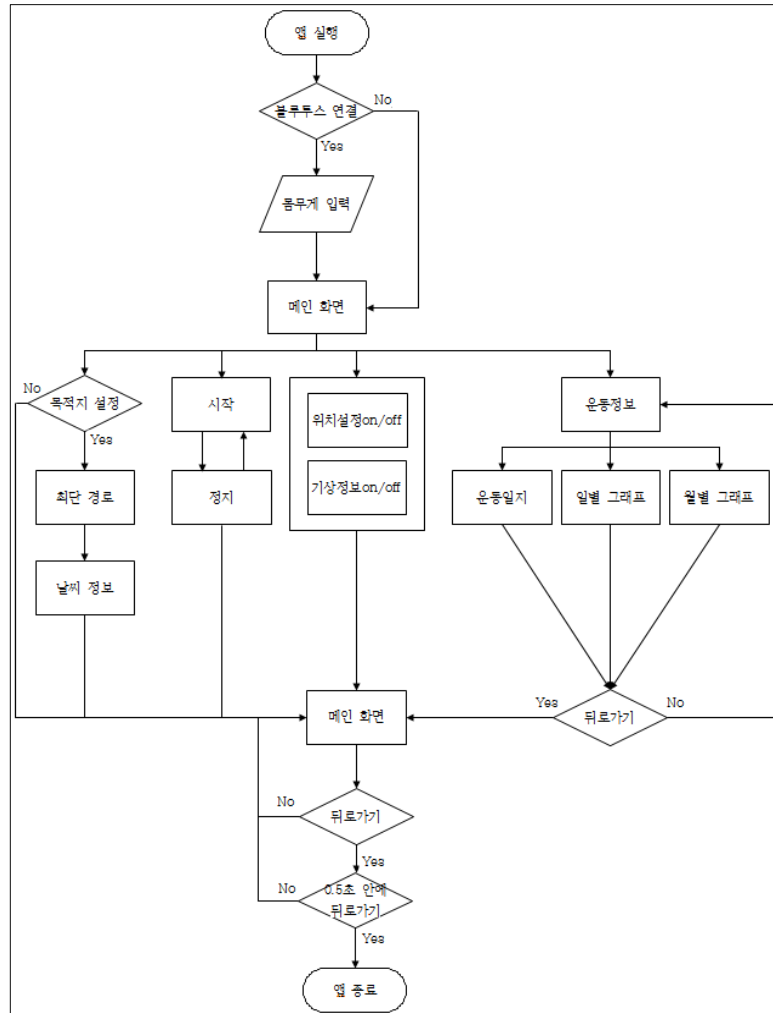 앱 실행
블루투스 연결
No
Yes
몸무게 입력
메인 화면
No
목적지 설정
시작
위치설정on/off
운동정보
Yes
최단 경로
정지
기상정보on/off
운동일지
일별 그래프
월별 그래프
날씨 정보
메인 화면
Yes
뒤로가기
No
No
뒤로가기
Yes
No
0.5초 안에
뒤로가기
Yes
앱 종료